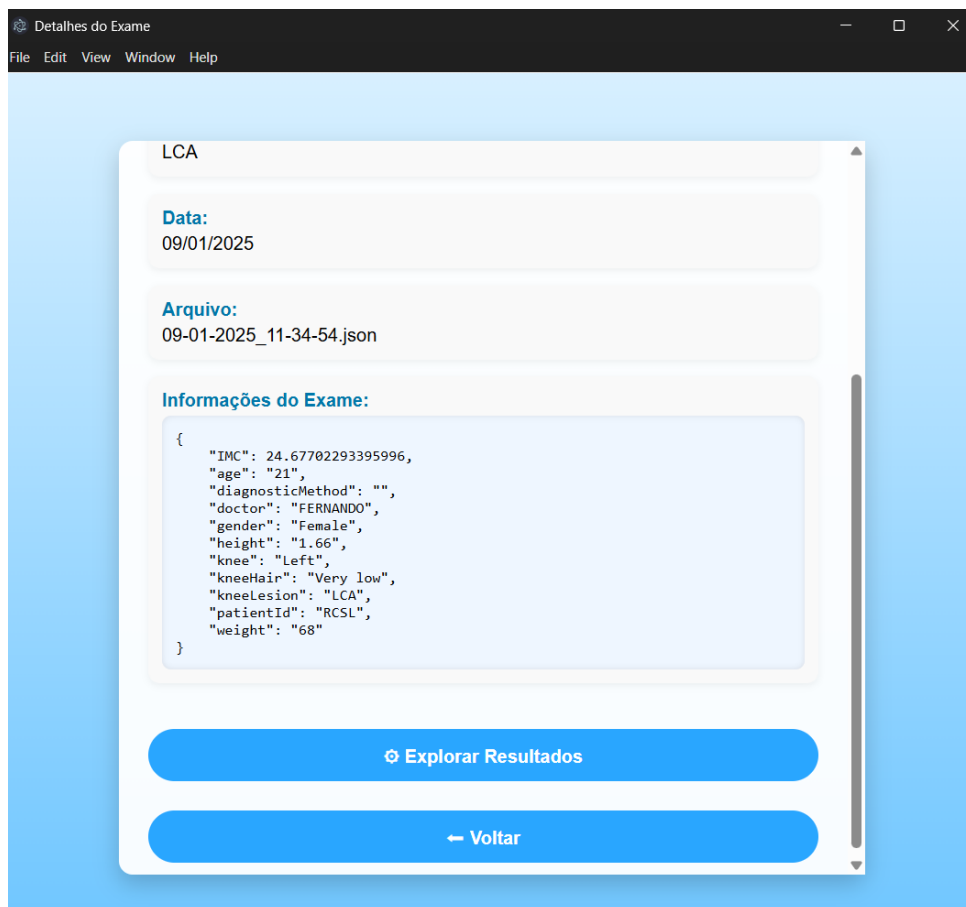 Detalhes do Exame
File Edit View Window Help
LCA
Data:
09/01/2025
Arquivo:
09-01-2025_11-34-54.json
Informações do Exame:
{
    "IMC": 24.67702293395996,
    "age": "21",
    "diagnosticMethod": "",
    "doctor": "FERNANDO",
    "gender": "Female",
    "height": "1.66",
    "knee": "Left",
    "kneeHair": "Very low",
    "kneeLesion": "LCA",
    "patientId": "RCSL",
    "weight": "68"
}
⚙ Explorar Resultados
⬅ Voltar